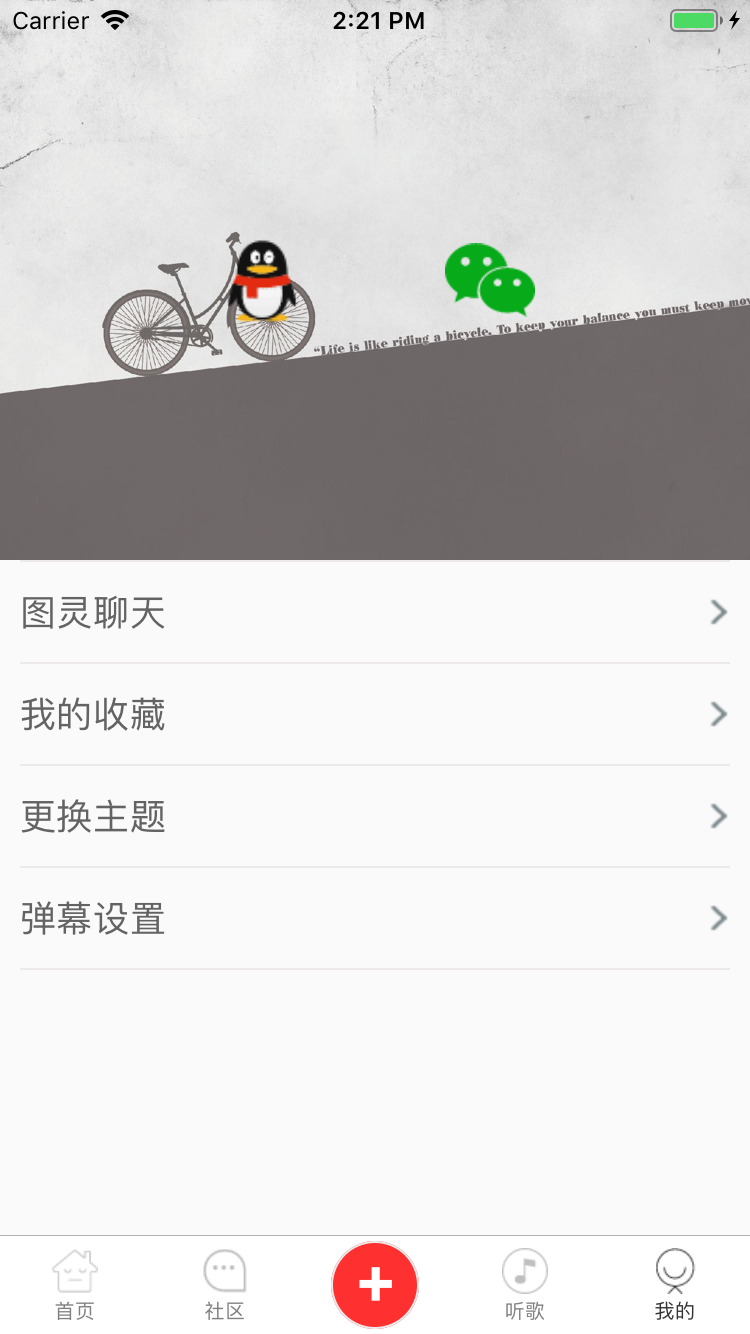 Carrier 2:21 PM
“Life is like riding a bicycle. To keep your balance you must keep
图灵聊天
我的收藏
更换主题
弹幕设置
首页 社区 听歌 我的